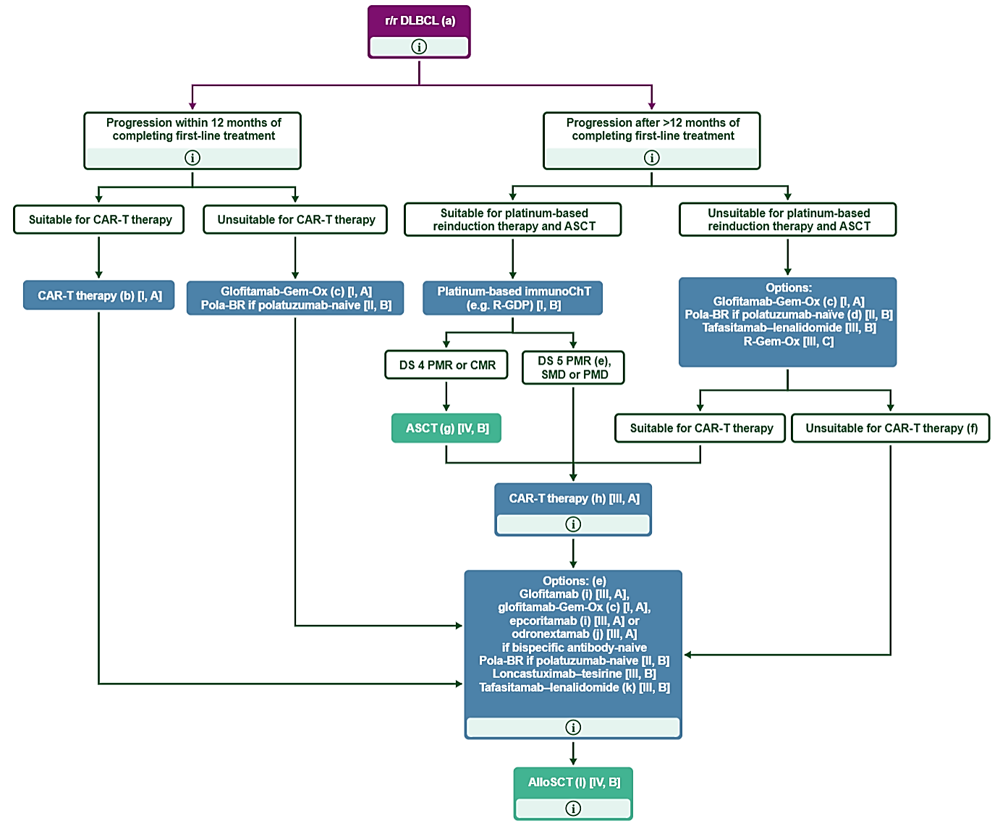 r/r DLBCL (a)
i
Progression within 12 months of
completing first-line treatment
i
Progression after >12 months of
completing first-line treatment
i
Suitable for CAR-T therapy
Unsuitable for CAR-T therapy
Suitable for platinum-based
reinduction therapy and ASCT
Unsuitable for platinum-based
reinduction therapy and ASCT
CAR-T therapy (b) [I, A]
Glofitamab-Gem-Ox (c) [I, A]
Pola-BR if polatuzumab-naive [II, B]
Platinum-based immunoChT
(e.g. R-GDP) [I, B]
Options:
Glofitamab-Gem-Ox (c) [I, A]
Pola-BR if polatuzumab-naïve (d) [II, B]
Tafasitamab–lenalidomide [III, B]
R-Gem-Ox [III, C]
DS 4 PMR or CMR
DS 5 PMR (e),
SMD or PMD
ASCT (g) [IV, B]
Suitable for CAR-T therapy
Unsuitable for CAR-T therapy (f)
CAR-T therapy (h) [III, A]
i
Options: (e)
Glofitamab (i) [III, A],
glofitamab-Gem-Ox (c) [I, A],
epcoritamab (i) [III, A] or
odronextamab (j) [III, A]
if bispecific antibody-naive
Pola-BR if polatuzumab-naive [II, B]
Loncastuximab–tesirine [III, B]
Tafasitamab–lenalidomide (k) [III, B]
i
AlloSCT (l) [IV, B]
i